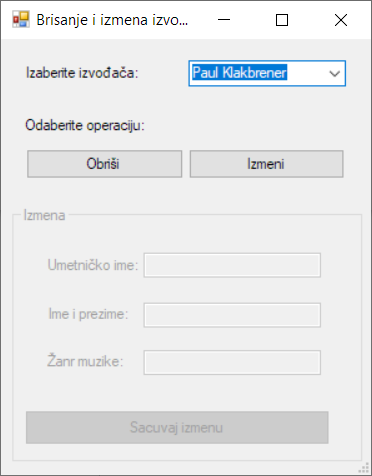 Brisanje i izmena izvo...
Izaberite izvođača:
Paul Klakbrener
Odaberite operaciju:
Obriši
Izmeni
Izmena
Umetničko ime:
Ime i prezime:
Žanr muzike:
Sacuvaj izmenu